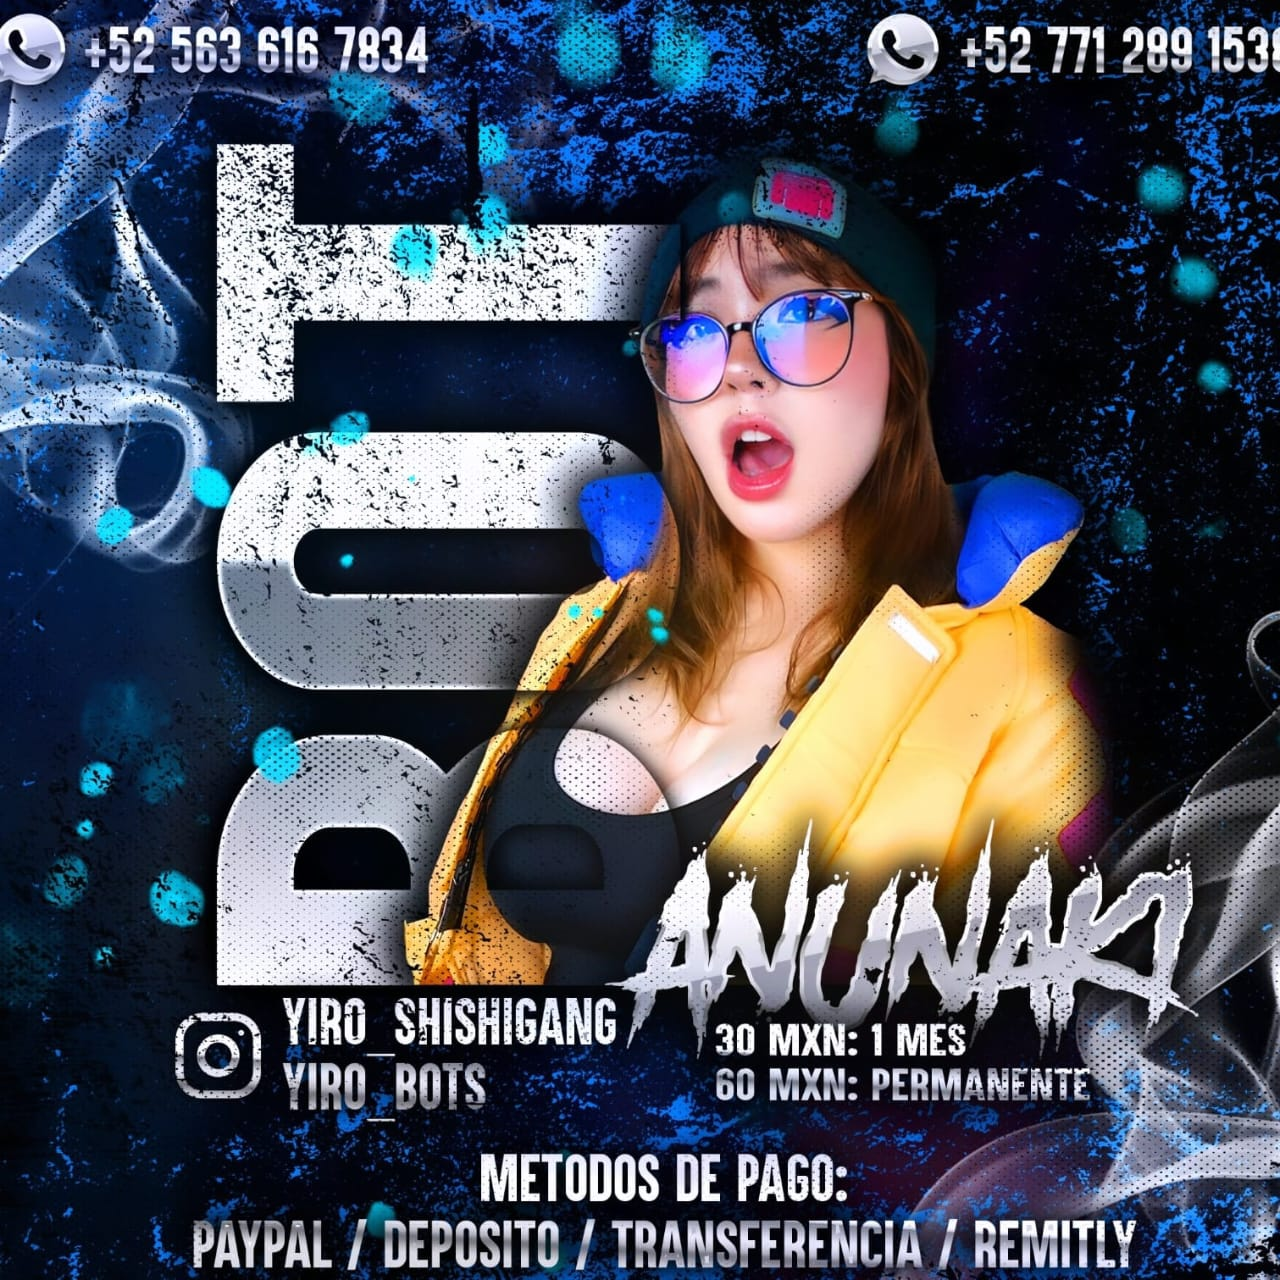 +52 563 616 7834
+52 771 289 153
BOT
ANUNAKI
YIRO_SHISHIGANG
YIRO_BOTS
30 MXN: 1 MES
60 MXN: PERMANENTE
METODOS DE PAGO:
PAYPAL / DEPOSITO / TRANSFERENCIA / REMITLY